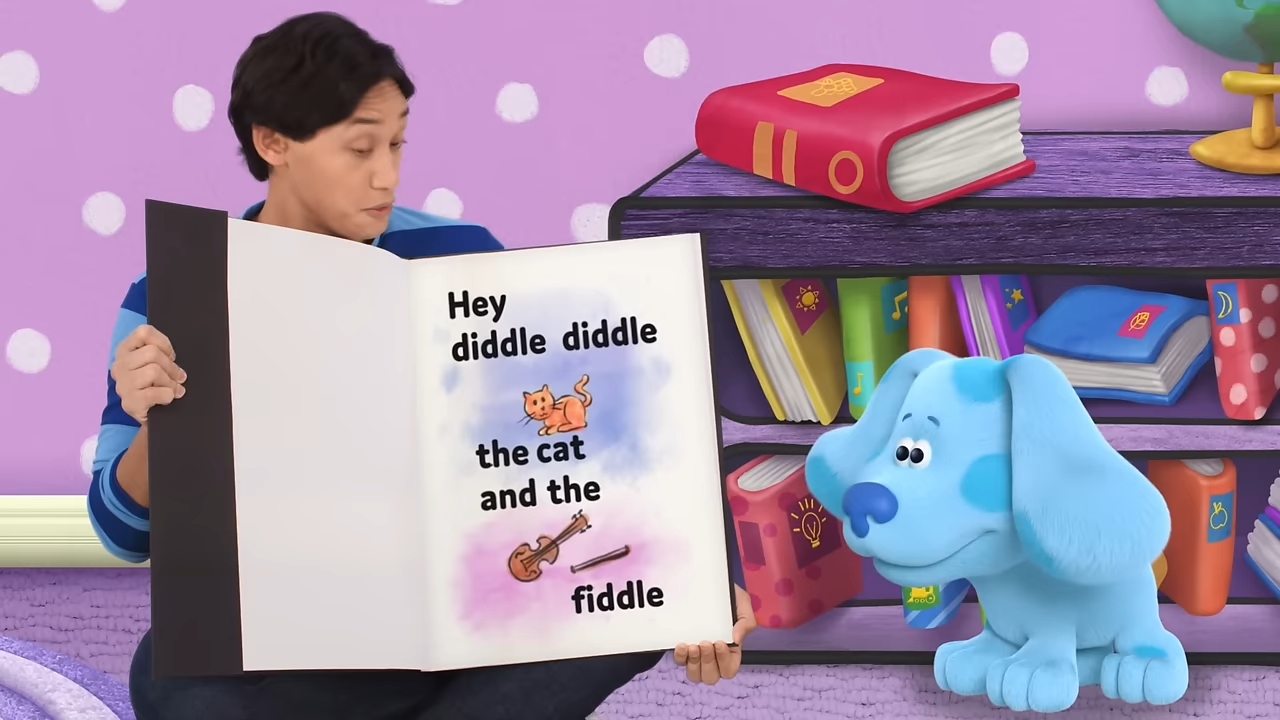 Hey
diddle diddle
the cat
and the
fiddle